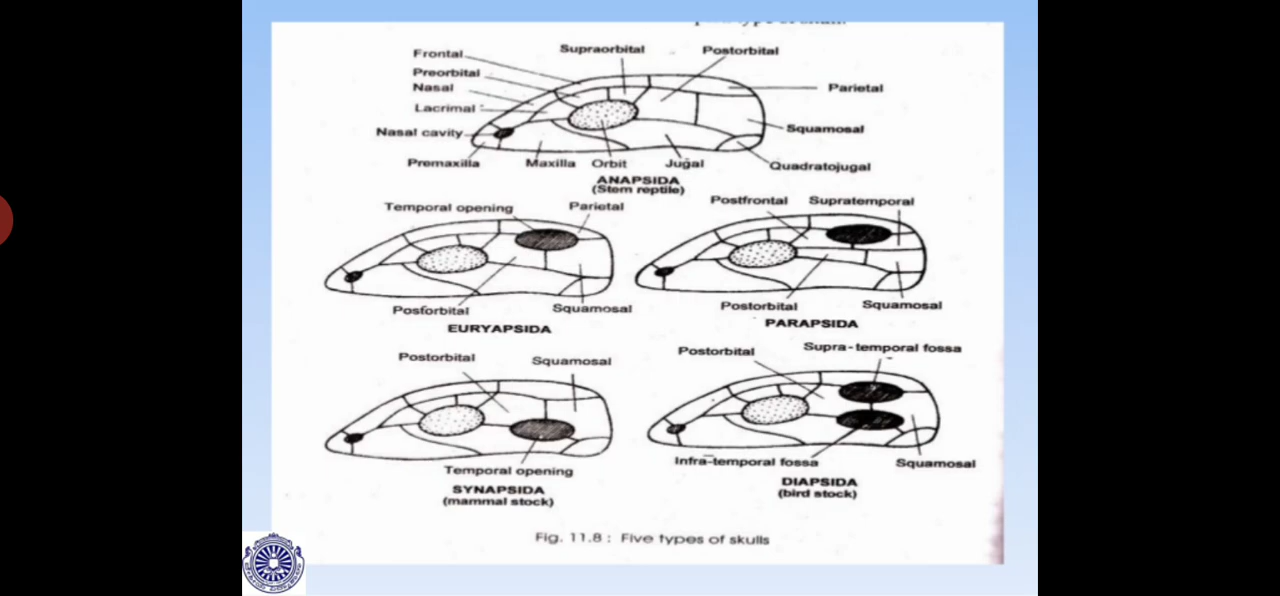 Frontal
Supraorbital
Postorbital
Preorbital
Nasal
Parietal
Lacrimal
Nasal cavity
Squamosal
Premaxilla Maxilla Orbit Jugal Quadratojugal
ANAPSIDA
(Stem reptile)
Temporal opening Parietal
Postfrontal Supratemporal
Posforbital Squamosal
EURYAPSIDA
Postorbital Squamosal
PARAPSIDA
Postorbital Squamosal
Postorbital Supra-temporal fossa
Temporal opening
SYNAPSIDA
(mammal stock)
Infra-temporal fossa Squamosal
DIAPSIDA
(bird stock)
Fig. 11.8 : Five types of skulls